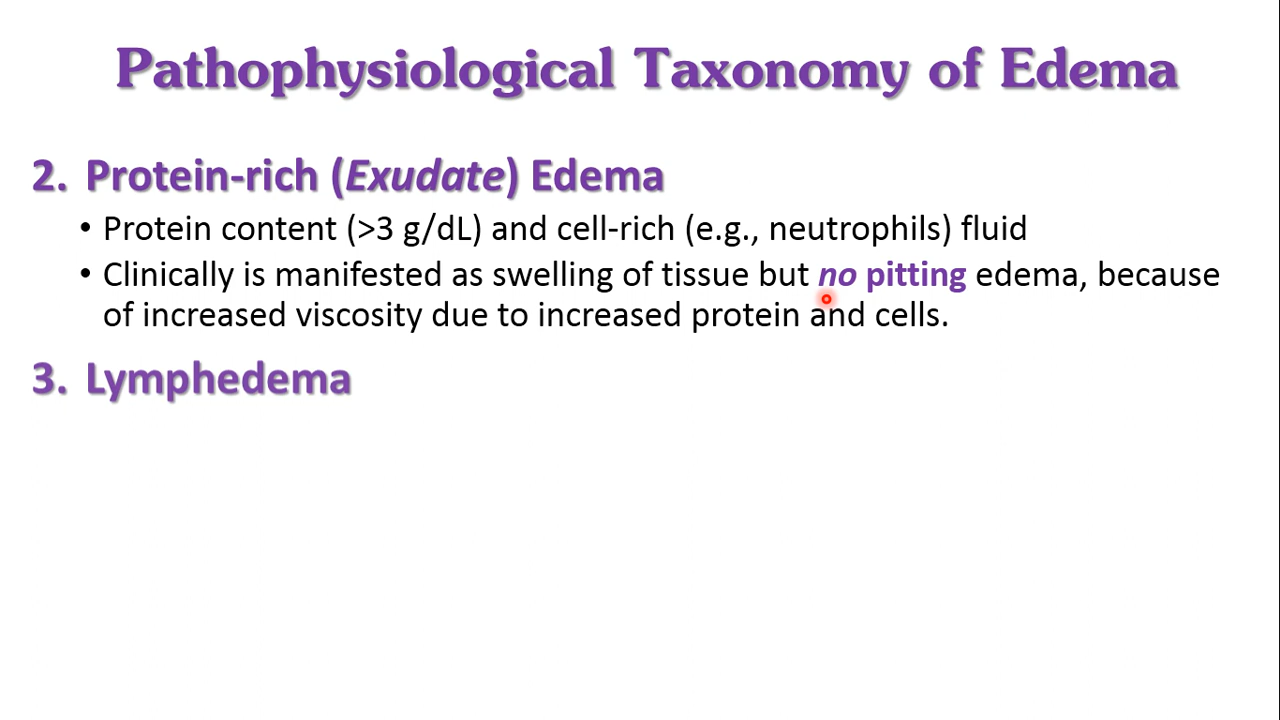 Pathophysiological Taxonomy of Edema
2. Protein-rich (Exudate) Edema
• Protein content (>3 g/dL) and cell-rich (e.g., neutrophils) fluid
• Clinically is manifested as swelling of tissue but no pitting edema, because
of increased viscosity due to increased protein and cells.
3. Lymphedema